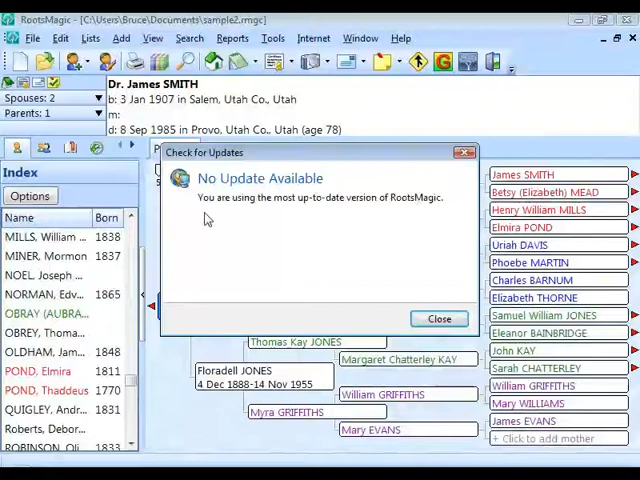 RootsMagic - [C:\Users\Bruce\Documents\sample2.rmgc]
File Edit Lists Add View Search Reports Tools Internet Window Help
Dr. James SMITH
Spouses: 2
b: 3 Jan 1907 in Salem, Utah Co., Utah
Parents: 1
m:
d: 8 Sep 1985 in Provo, Utah Co., Utah (age 78)
Check for Updates
No Update Available
You are using the most up-to-date version of RootsMagic.
Close
Index
Options
Name Born
MILLS, William ... 1838
MINER, Mormon 1837
NOEL, Joseph ...
NORMAN, Edv... 1865
OBRAY (AUBRA...
OBREY, Thoma...
OLDHAM, Jam... 1848
POND, Elmira 1811
POND, Thaddeus 1770
QUIGLEY, Andr... 1831
Roberts, Debor...
ROBINSON, Oli
Thomas Kay JONES
Margaret Chatterley KAY
Floradell JONES
4 Dec 1888-14 Nov 1955
William GRIFFITHS
Myra GRIFFITHS
Mary EVANS
James SMITH
Betsy (Elizabeth) MEAD
Henry William MILLS
Elmira POND
Uriah DAVIS
Phoebe MARTIN
Charles BARNUM
Elizabeth THORNE
Samuel William JONES
Eleanor BAINBRIDGE
John KAY
Sarah CHATTERLEY
William GRIFFITHS
Mary WILLIAMS
James EVANS
+ Click to add mother